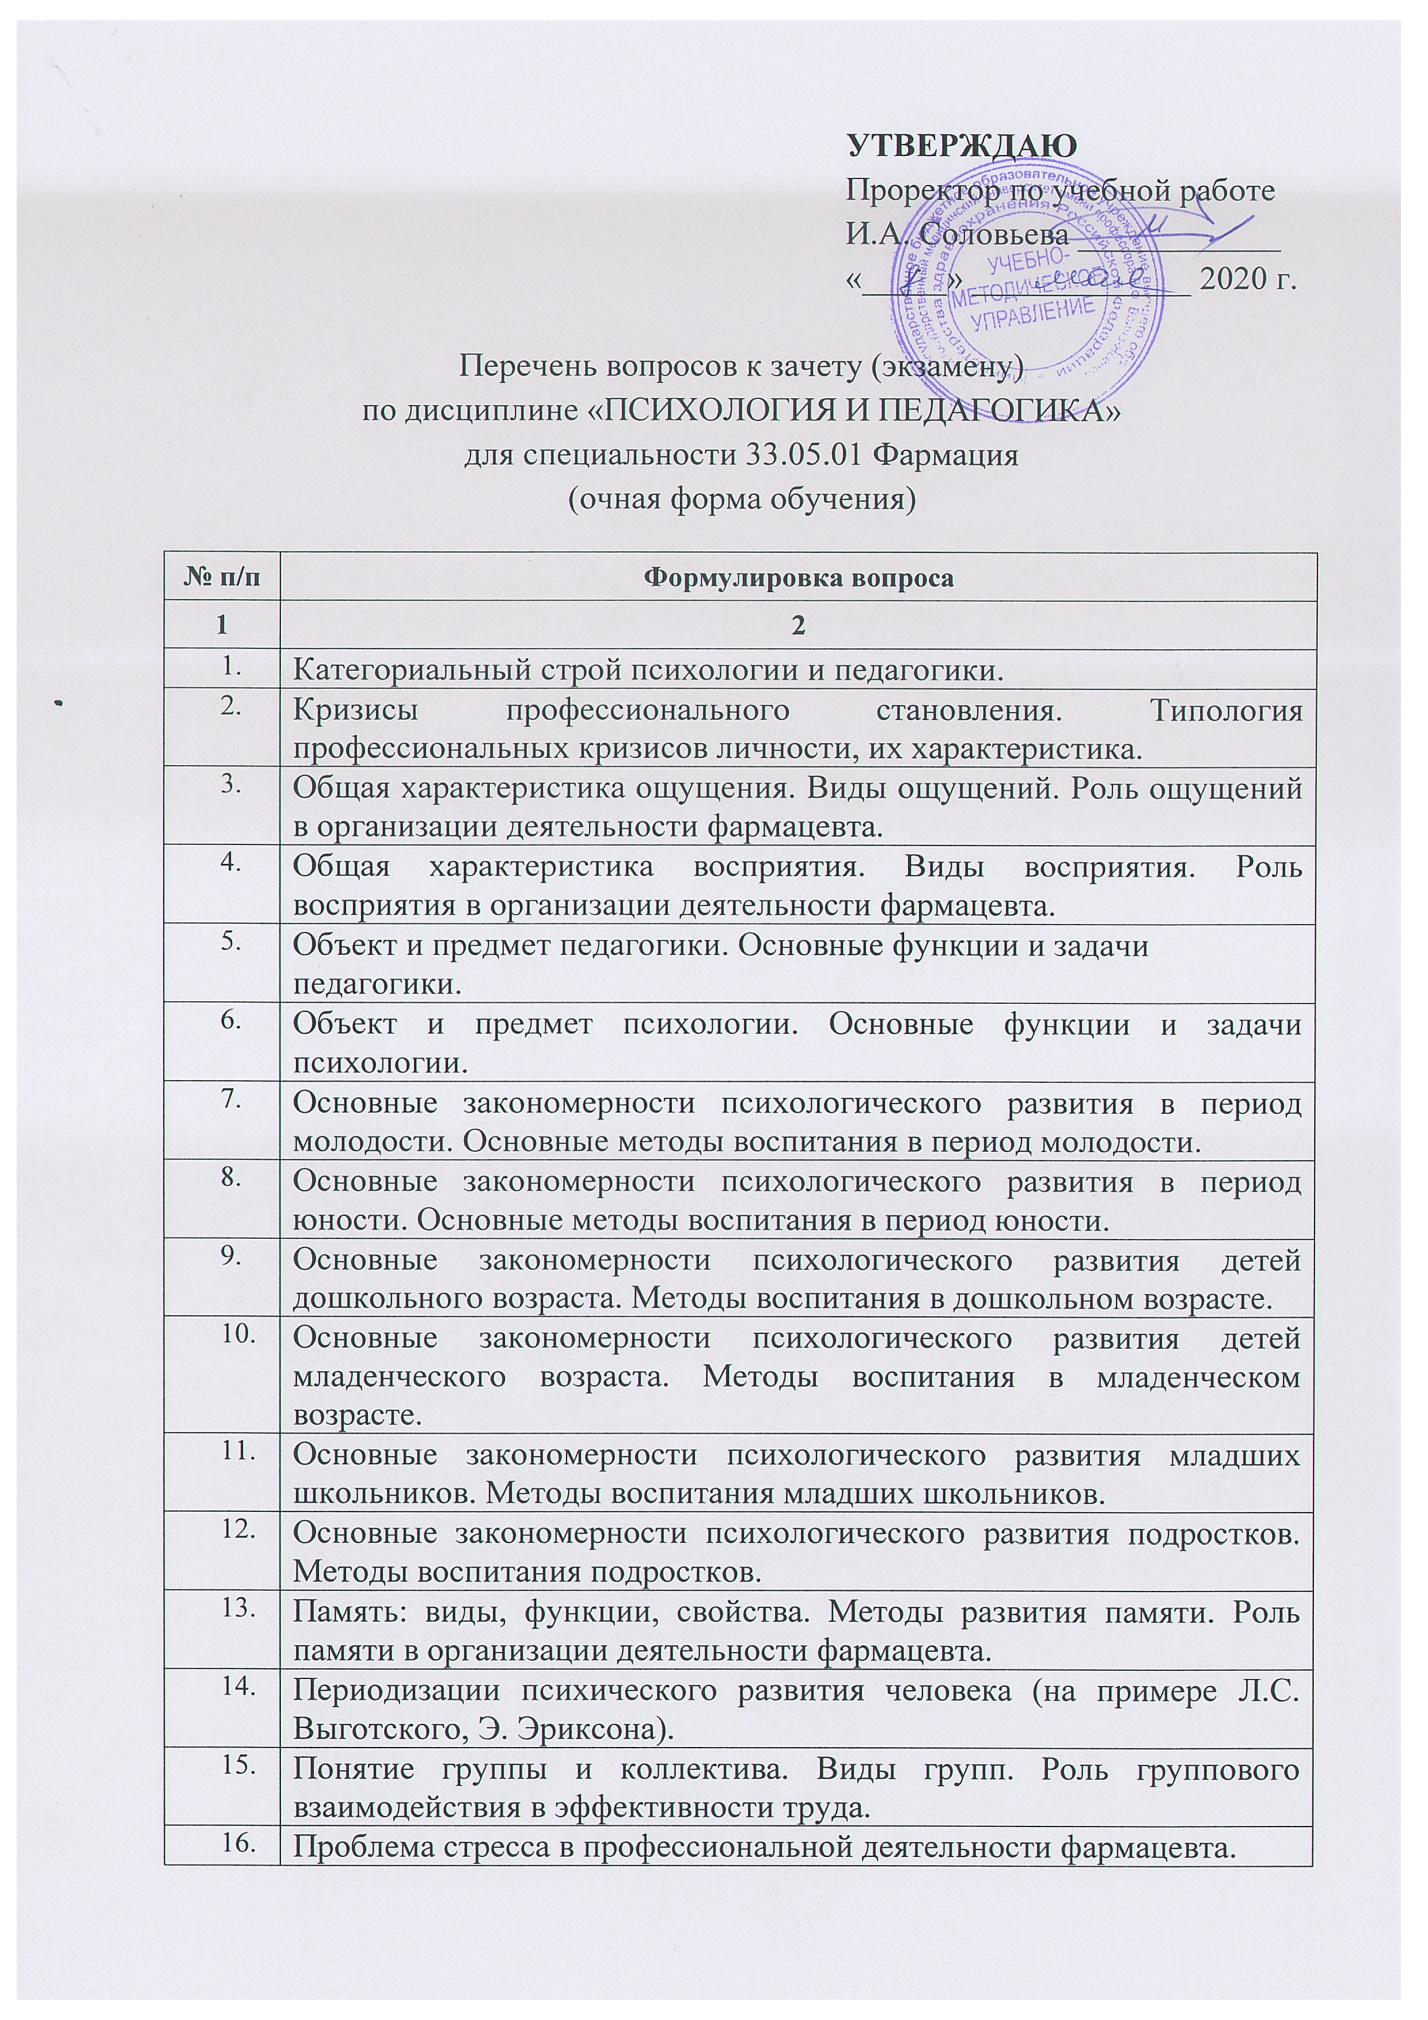 УТВЕРЖДАЮ
Проректор по учебной работе
И.А. Соловьева
« » 2020 г.
УЧЕБНО-
МЕТОДИЧЕСКОЕ
УПРАВЛЕНИЕ
Перечень вопросов к зачету (экзамену)
по дисциплине «ПСИХОЛОГИЯ И ПЕДАГОГИКА»
для специальности 33.05.01 Фармация
(очная форма обучения)
№ п/п Формулировка вопроса
1 2
1. Категориальный строй психологии и педагогики.
2. Кризисы профессионального становления. Типология
профессиональных кризисов личности, их характеристика.
3. Общая характеристика ощущения. Виды ощущений. Роль ощущений
в организации деятельности фармацевта.
4. Общая характеристика восприятия. Виды восприятия. Роль
восприятия в организации деятельности фармацевта.
5. Объект и предмет педагогики. Основные функции и задачи
педагогики.
6. Объект и предмет психологии. Основные функции и задачи
психологии.
7. Основные закономерности психологического развития в период
молодости. Основные методы воспитания в период молодости.
8. Основные закономерности психологического развития в период
юности. Основные методы воспитания в период юности.
9. Основные закономерности психологического развития детей
дошкольного возраста. Методы воспитания в дошкольном возрасте.
10. Основные закономерности психологического развития детей
младенческого возраста. Методы воспитания в младенческом
возрасте.
11. Основные закономерности психологического развития младших
школьников. Методы воспитания младших школьников.
12. Основные закономерности психологического развития подростков.
Методы воспитания подростков.
13. Память: виды, функции, свойства. Методы развития памяти. Роль
памяти в организации деятельности фармацевта.
14. Периодизации психического развития человека (на примере Л.С.
Выготского, Э. Эриксона).
15. Понятие группы и коллектива. Виды групп. Роль группового
взаимодействия в эффективности труда.
16. Проблема стресса в профессиональной деятельности фармацевта.